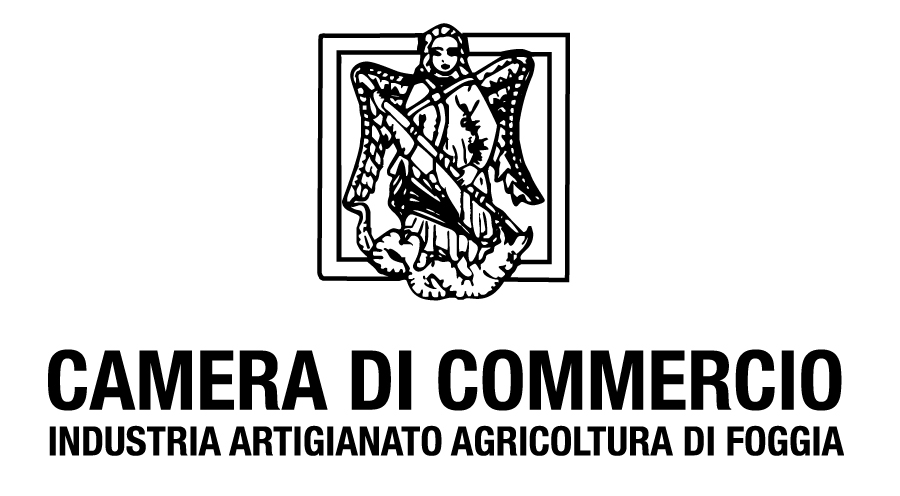 CAMERA DI COMMERCIO
INDUSTRIA ARTIGIANATO AGRICOLTURA DI FOGGIA